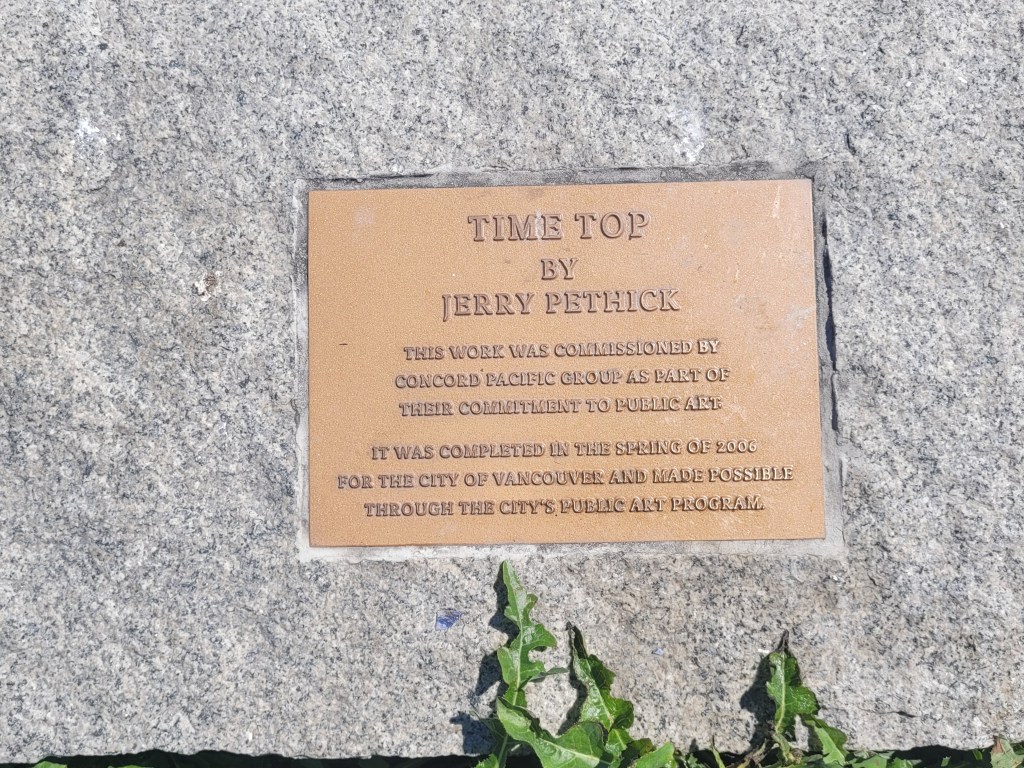 TIME TOP
BY
JERRY PETHICK
THIS WORK WAS COMMISSIONED BY
CONCORD PACIFIC GROUP AS PART OF
THEIR COMMITMENT TO PUBLIC ART.
IT WAS COMPLETED IN THE SPRING OF 2006
FOR THE CITY OF VANCOUVER AND MADE POSSIBLE
THROUGH THE CITY'S PUBLIC ART PROGRAM.